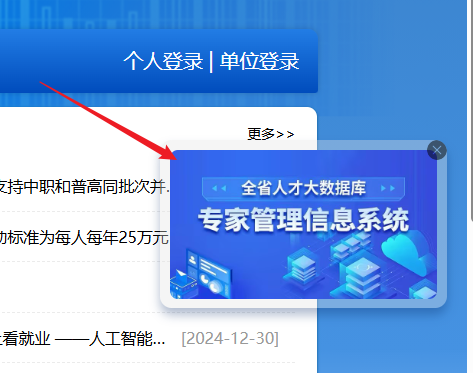 个人登录 | 单位登录
更多>>
支持中职和普高同批次并...
全省人才大数据库
专家管理信息系统
标准为每人每年25万元
看就业 ——人工智能... [2024-12-30]